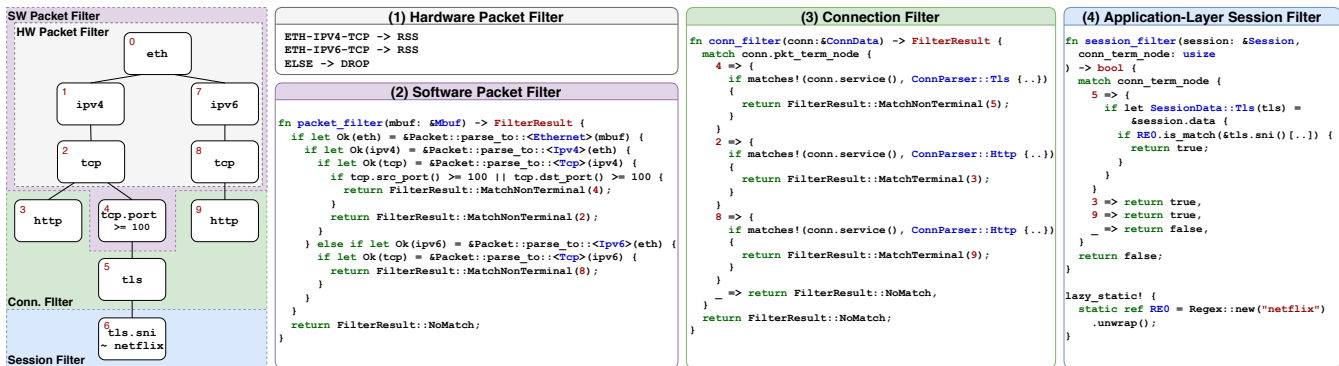 SW Packet Filter
HW Packet Filter
0
eth
1
ipv4
7
ipv6
2
tcp
8
tcp
3
http
4
tcp.port
>= 100
9
http
5
tls
Conn. FIlter
6
tls.sni
~ netflix
Session Filter
(1) Hardware Packet Filter
ETH-IPV4-TCP -> RSS
ETH-IPV6-TCP -> RSS
ELSE -> DROP
(2) Software Packet Filter
fn packet_filter(mbuf: &Mbuf) -> FilterResult {
if let Ok(eth) = &Packet::parse_to::<Ethernet>(mbuf) {
if let Ok(ipv4) = &Packet::parse_to::<Ipv4>(eth) {
if let Ok(tcp) = &Packet::parse_to::<Tcp>(ipv4) {
if tcp.src_port() >= 100 || tcp.dst_port() >= 100 {
return FilterResult::MatchNonTerminal(4);
}
return FilterResult::MatchNonTerminal(2);
}
} else if let Ok(ipv6) = &Packet::parse_to::<Ipv6>(eth) {
if let Ok(tcp) = &Packet::parse_to::<Tcp>(ipv6) {
return FilterResult::MatchNonTerminal(8);
}
}
}
return FilterResult::NoMatch;
}
(3) Connection Filter
fn conn_filter(conn:&ConnData) -> FilterResult {
match conn.pkt_term_node {
4 => {
if matches!(conn.service(), ConnParser::Tls {..})
{
return FilterResult::MatchNonTerminal(5);
}
}
2 => {
if matches!(conn.service(), ConnParser::Http {..})
{
return FilterResult::MatchTerminal(3);
}
}
8 => {
if matches!(conn.service(), ConnParser::Http {..})
{
return FilterResult::MatchTerminal(9);
}
}
_ => return FilterResult::NoMatch,
}
return FilterResult::NoMatch;
}
(4) Application-Layer Session Filter
fn session_filter(session: &Session,
conn_term_node: usize
) -> bool {
match conn_term_node {
5 => {
if let SessionData::Tls(tls) =
&session.data {
if RE0.is_match(&tls.sni()[..]) {
return true;
}
}
}
3 => return true,
9 => return true,
_ => return false,
}
return false;
}
lazy_static! {
static ref RE0 = Regex::new("netflix")
.unwrap();
}